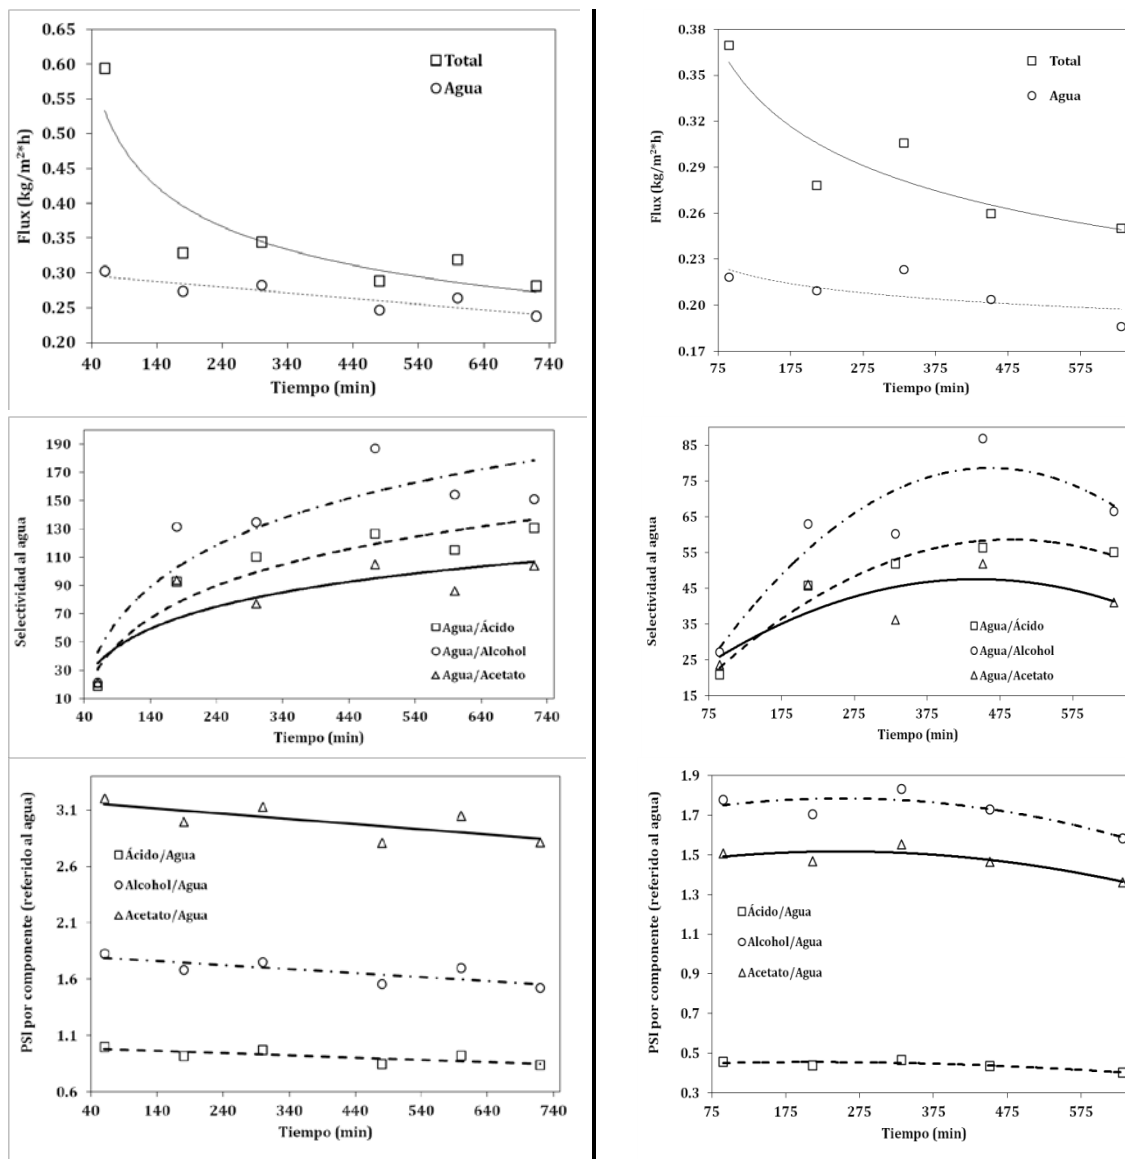 0.65
0.60
0.55
0.50
0.45
0.40
0.35
0.30
0.25
0.20
Flux (kg/m²*h)
Total
Agua
40 140 240 340 440 540 640 740
Tiempo (min)
0.38
0.35
0.32
0.29
0.26
0.23
0.20
0.17
Flux (kg/m²*h)
Total
Agua
75 175 275 375 475 575
Tiempo (min)
190
170
150
130
110
90
70
50
30
10
Selectividad al agua
Agua/Ácido
Agua/Alcohol
Agua/Acetato
40 140 240 340 440 540 640 740
Tiempo (min)
85
75
65
55
45
35
25
15
Selectividad al agua
Agua/Ácido
Agua/Alcohol
Agua/Acetato
75 175 275 375 475 575
Tiempo (min)
3.1
2.6
2.1
1.6
1.1
0.6
PSI por componente (referido al agua)
Ácido/Agua
Alcohol/Agua
Acetato/Agua
40 140 240 340 440 540 640 740
Tiempo (min)
1.9
1.7
1.5
1.3
1.1
0.9
0.7
0.5
0.3
PSI por componente (referido al agua)
Ácido/Agua
Alcohol/Agua
Acetato/Agua
75 175 275 375 475 575
Tiempo (min)